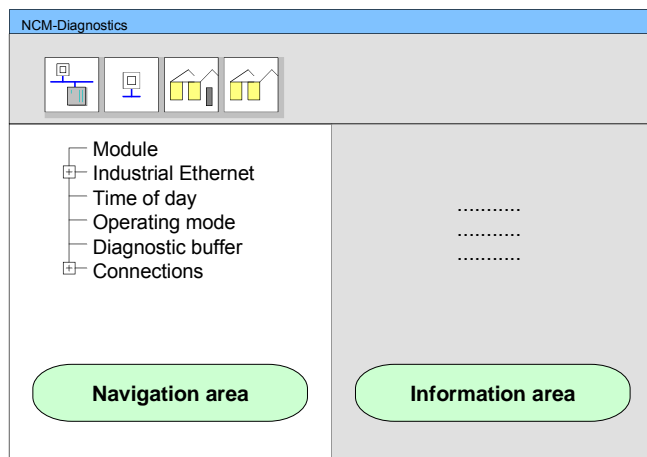 NCM-Diagnostics
Module
Industrial Ethernet
Time of day
Operating mode
Diagnostic buffer
Connections
...........
...........
...........
Navigation area
Information area